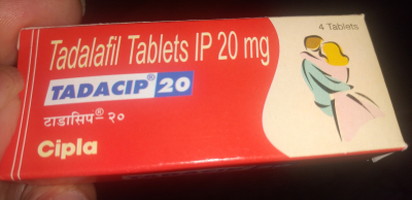 4 Tablets
Tadalafil Tablets IP 20 mg
TADACIP® 20
टाडासिप® २०
Cipla